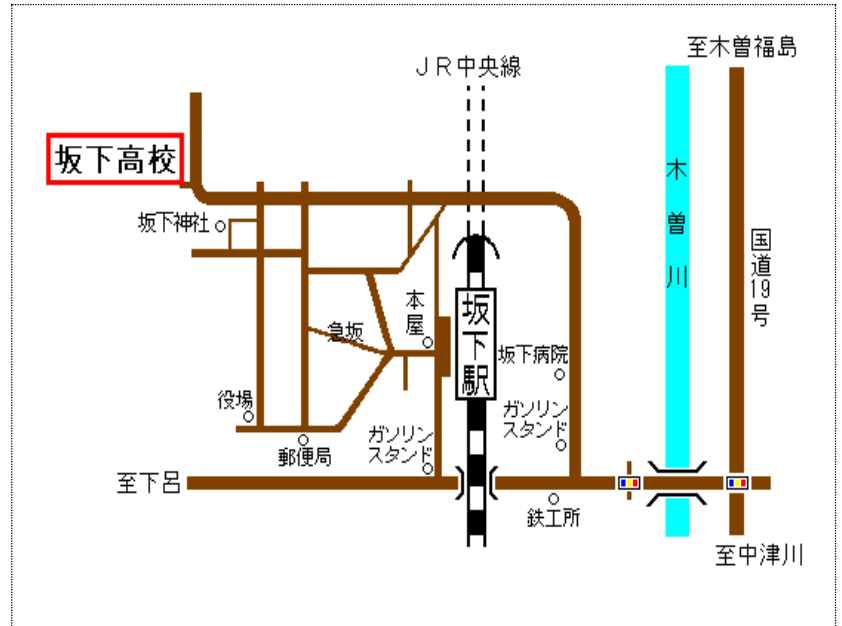 至木曽福島
JR中央線
坂下高校
木曽川
坂下神社
国道19号
本屋
坂下駅
急坂
坂下病院
役場
ガソリン
スタンド
ガソリン
スタンド
郵便局
至下呂
鉄工所
至中津川